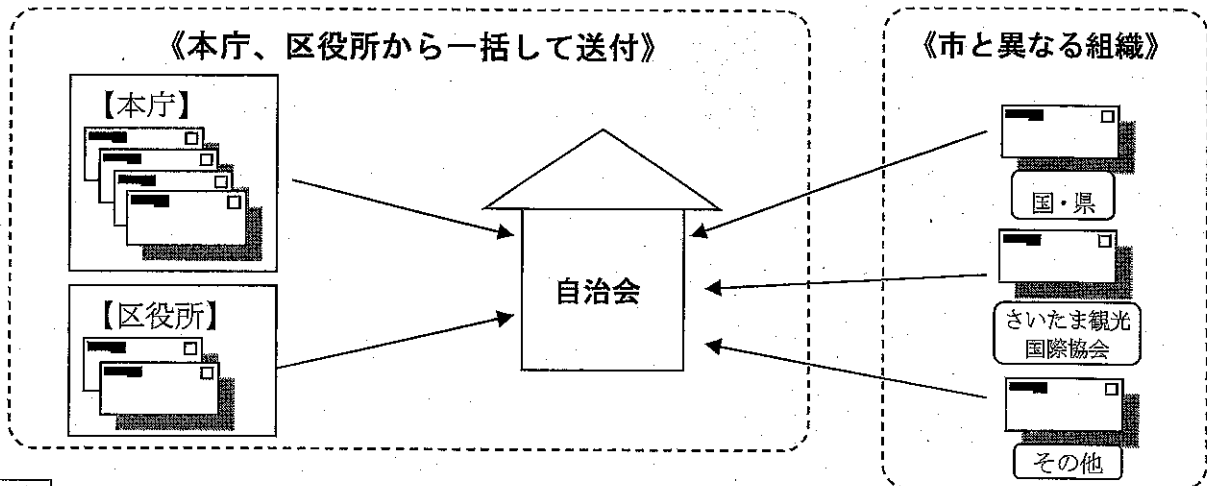 《本庁、区役所から一括して送付》
【本庁】
【区役所】
自治会
《市と異なる組織》
国・県
さいたま観光
国際協会
その他